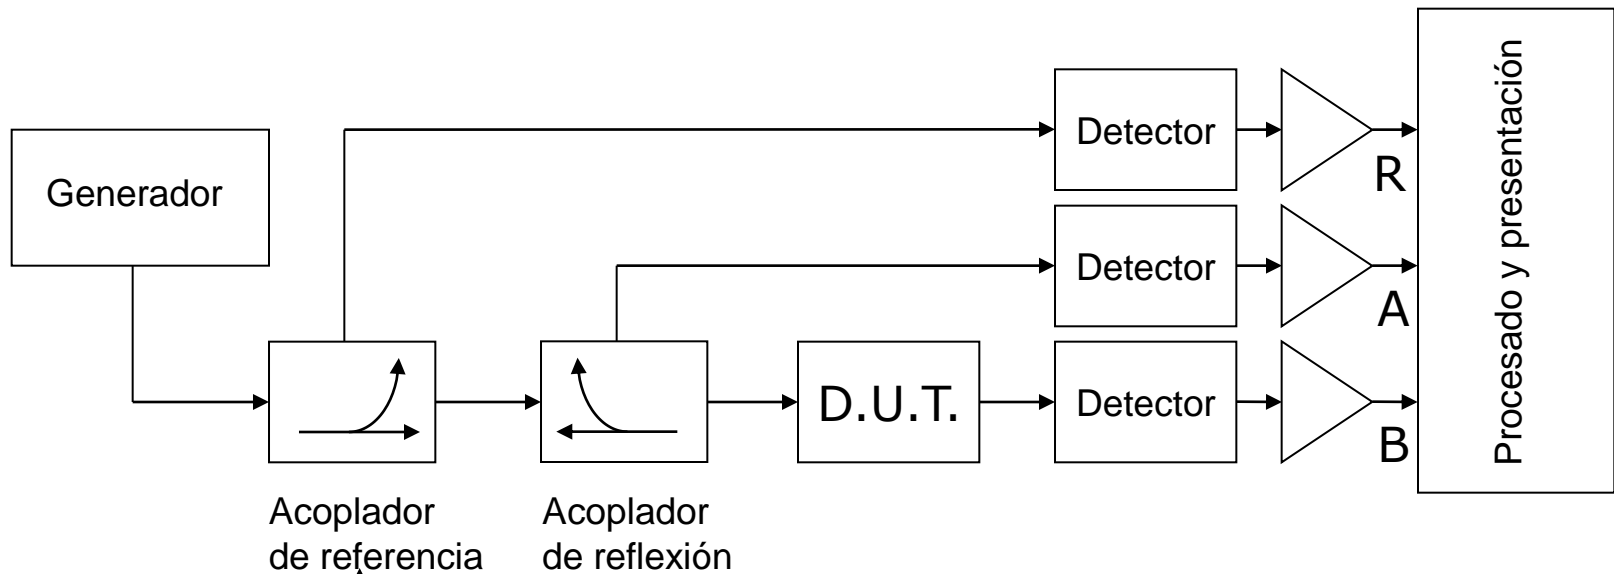 Generador
Detector
R
Detector
A
D.U.T.
Detector
B
Procesado y presentación
Acoplador
de referencia
Acoplador
de reflexión